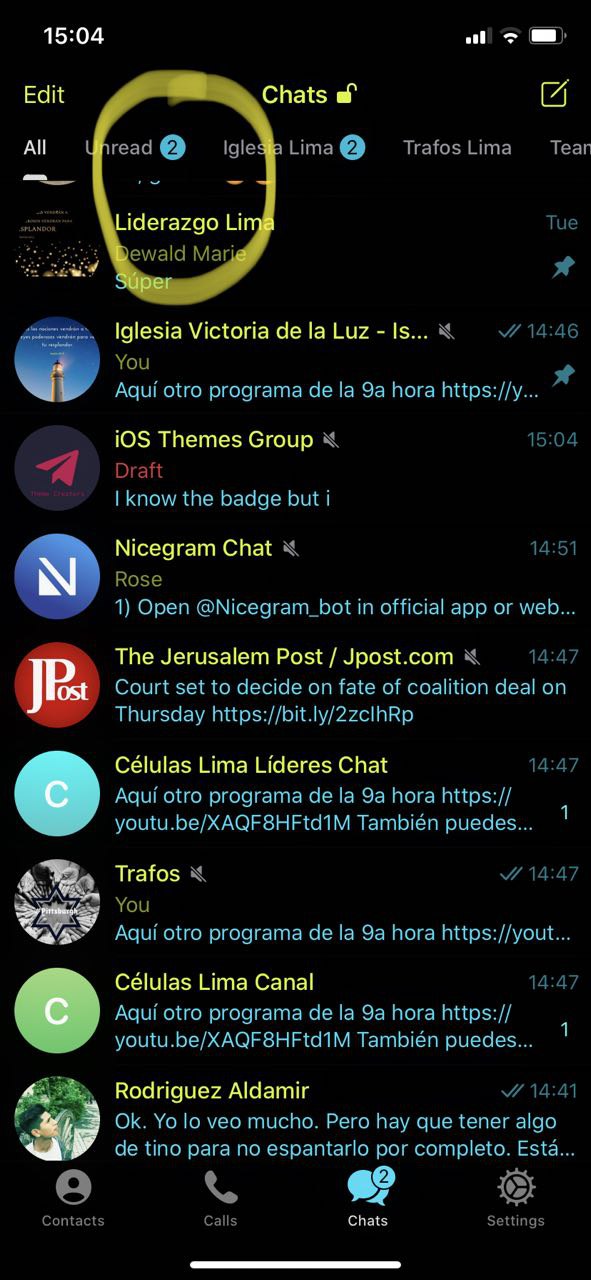 15:04
Edit
Chats
All
Unread 2
Iglesia Lima 2
Trafos Lima
Team
Liderazgo Lima
Tue
Dewald Marie
Súper
Iglesia Victoria de la Luz - Is...
14:46
You
Aquí otro programa de la 9a hora https://y...
iOS Themes Group
15:04
Draft
I know the badge but i
Nicegram Chat
14:51
Rose
1) Open @Nicegram_bot in official app or web...
JPost
The Jerusalem Post / Jpost.com
14:47
Court set to decide on fate of coalition deal on
Thursday https://bit.ly/2zcIhRp
C
Células Lima Líderes Chat
14:47
Aquí otro programa de la 9a hora https://
youtu.be/XAQF8HFtd1M También puedes...
1
Pittsburgh
Trafos
14:47
You
Aquí otro programa de la 9a hora https://yout...
C
Células Lima Canal
14:47
Aquí otro programa de la 9a hora https://
youtu.be/XAQF8HFtd1M También puedes...
1
Rodriguez Aldamir
14:41
Ok. Yo lo veo mucho. Pero hay que tener algo
de tino para no espantarlo por completo. Está...
2
Contacts
Calls
Chats
Settings